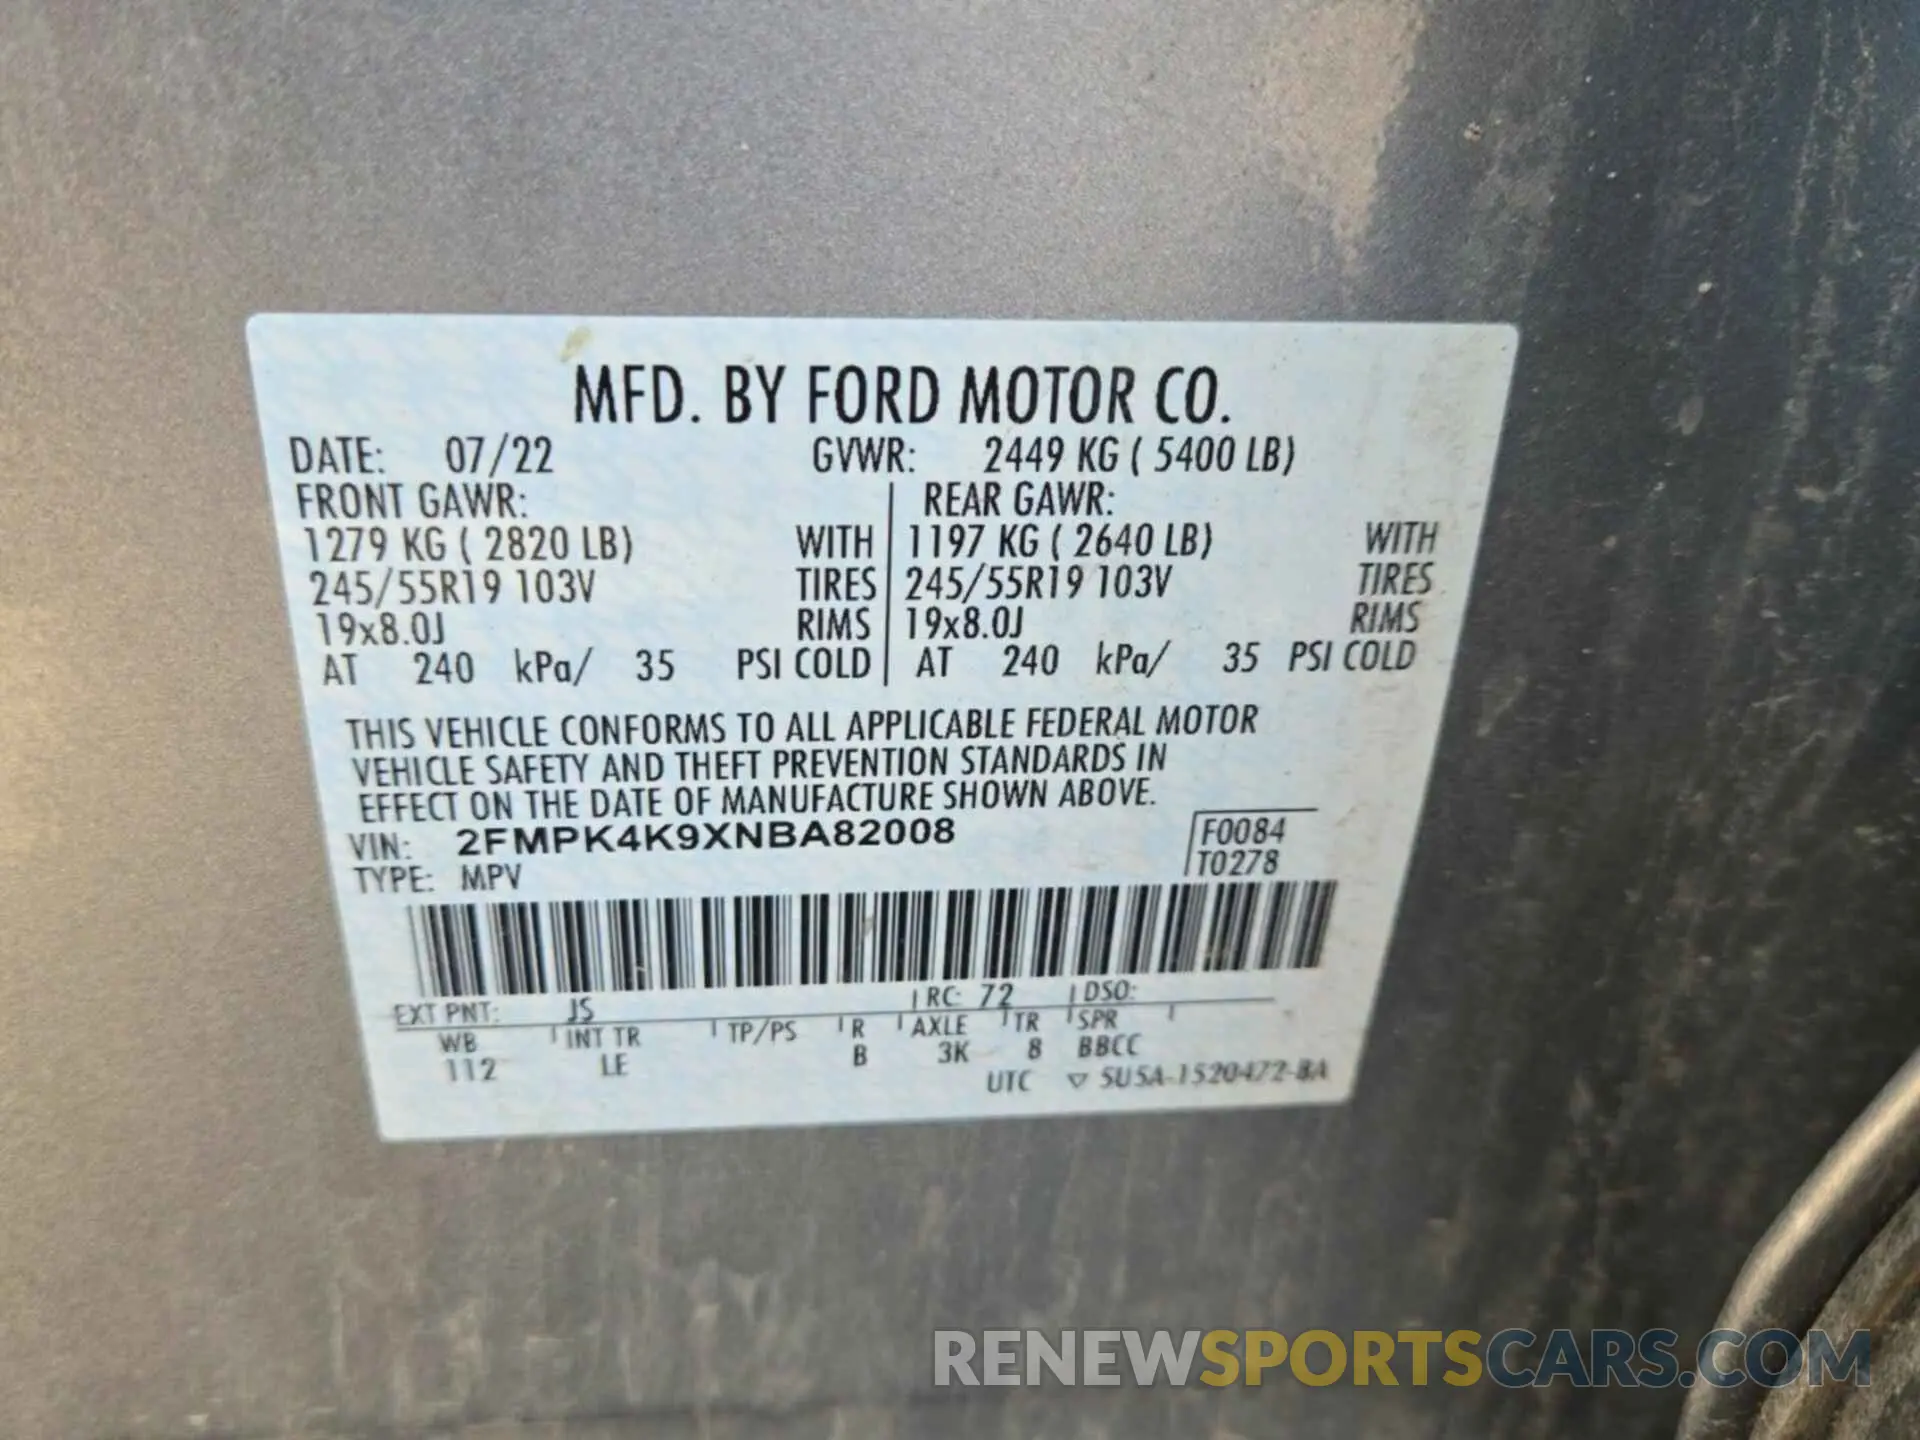 MFD. BY FORD MOTOR CO.
DATE: 07/22 GVWR: 2449 KG ( 5400 LB)
FRONT GAWR: REAR GAWR:
1279 KG ( 2820 LB) WITH 1197 KG ( 2640 LB) WITH
245/55R19 103V TIRES 245/55R19 103V TIRES
19x8.0J RIMS 19x8.0J RIMS
AT 240 kPa/ 35 PSI COLD AT 240 kPa/ 35 PSI COLD
THIS VEHICLE CONFORMS TO ALL APPLICABLE FEDERAL MOTOR
VEHICLE SAFETY AND THEFT PREVENTION STANDARDS IN
EFFECT ON THE DATE OF MANUFACTURE SHOWN ABOVE.
VIN: 2FMPK4K9XNBA82008 F0084
TYPE: MPV T0278
EXT PNT: JS RC: 72 DSO:
WB INT TR TP/PS R AXLE TR SPR
112 LE B 3K 8 BBCC
UTC ▽ 5U5A-1520472-BA
RENEWSPORTSCARS.COM